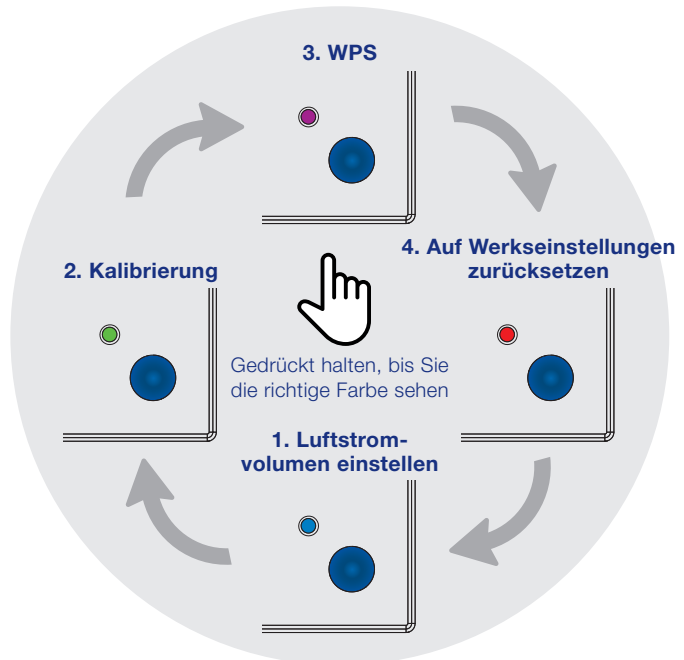 3. WPS
4. Auf Werkseinstellungen
zurücksetzen
2. Kalibrierung
Gedrückt halten, bis Sie
die richtige Farbe sehen
1. Luftstrom-
volumen einstellen